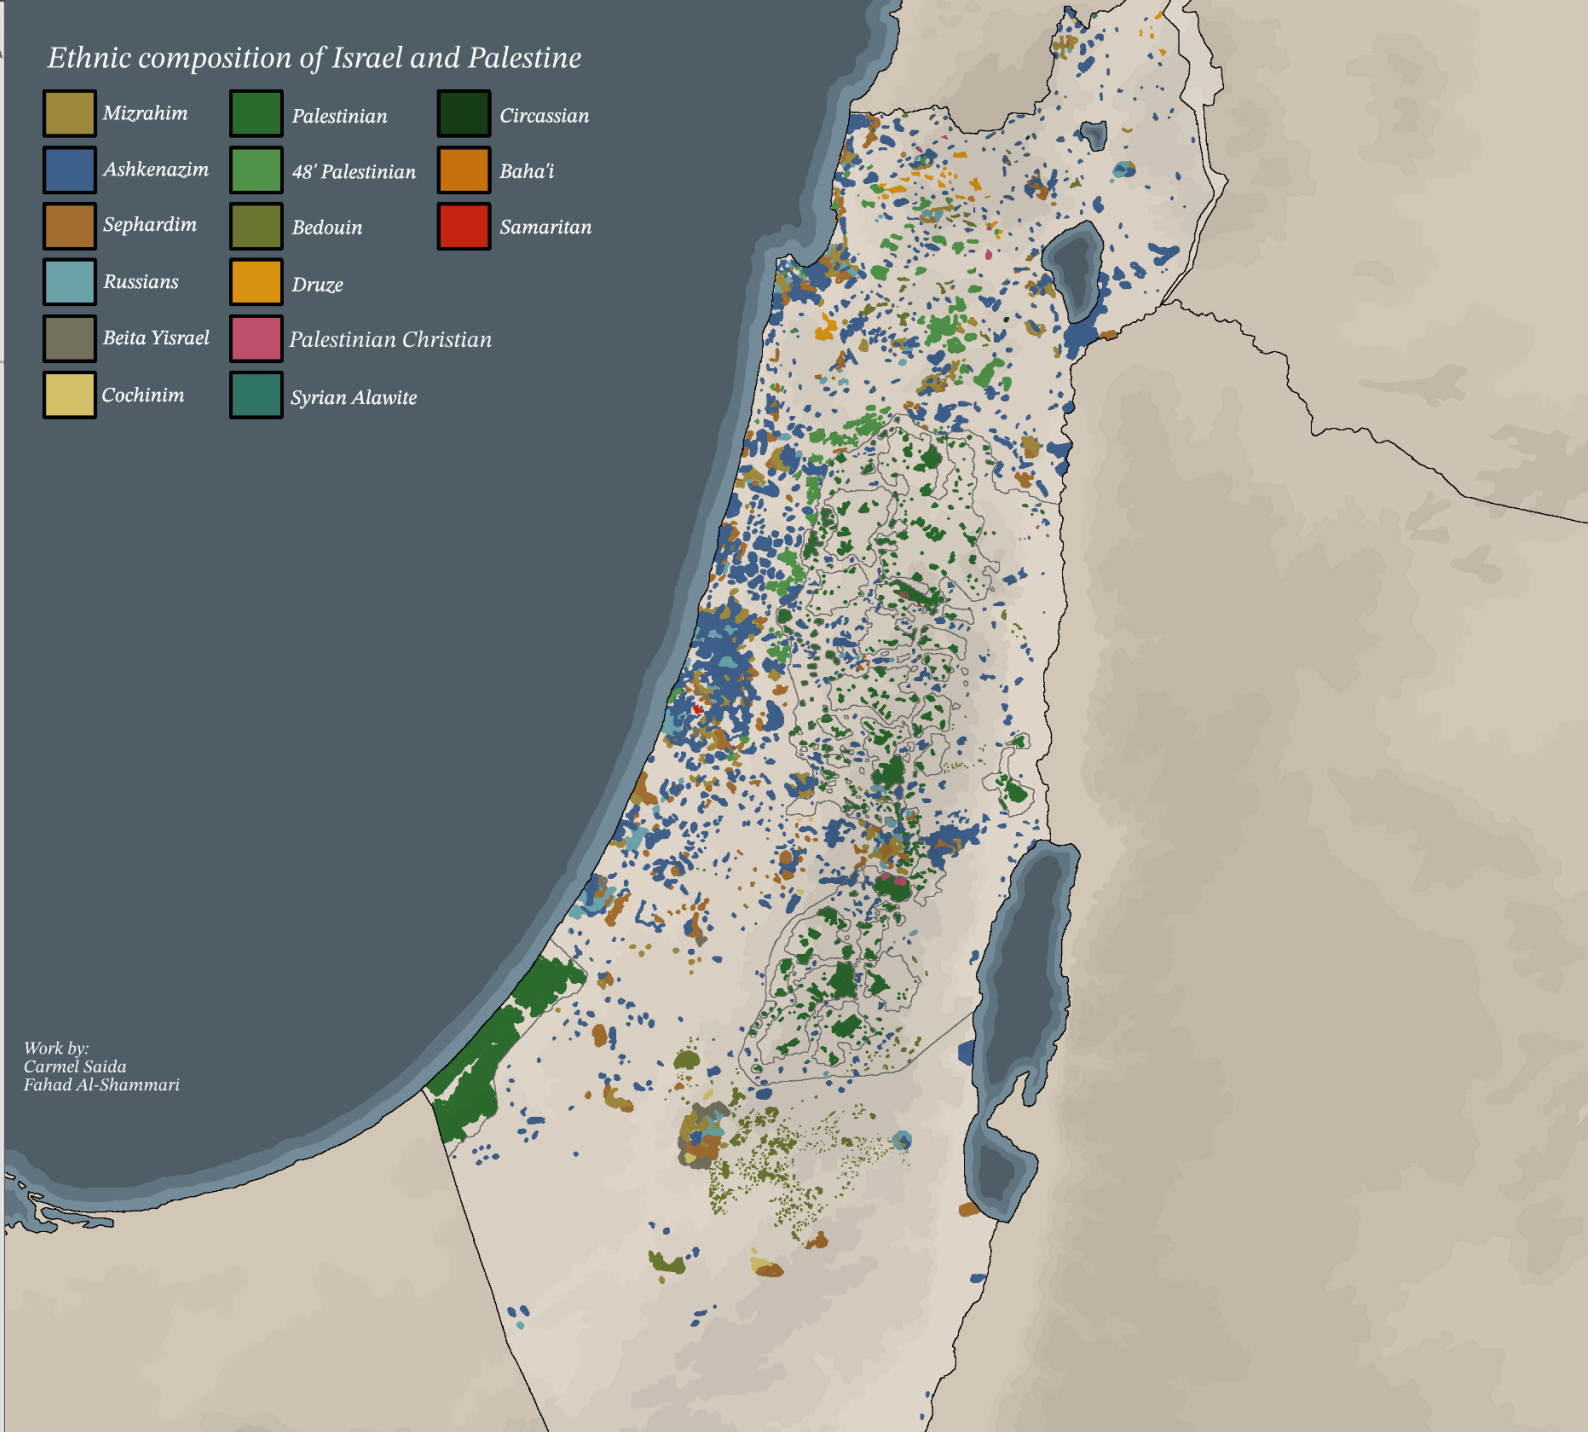 Ethnic composition of Israel and Palestine
Mizrahim
Ashkenazim
Sephardim
Russians
Beita Yisrael
Cochinim
Palestinian
48' Palestinian
Bedouin
Druze
Palestinian Christian
Syrian Alawite
Circassian
Baha'i
Samaritan
Work by:
Carmel Saida
Fahad Al-Shammari